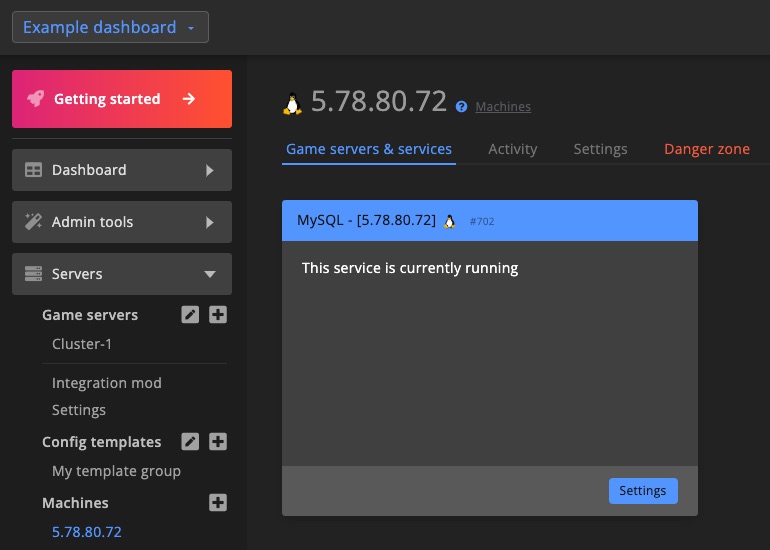 Example dashboard
Getting started
Dashboard
Admin tools
Servers
Game servers
Cluster-1
Integration mod
Settings
Config templates
My template group
Machines
5.78.80.72
5.78.80.72 ? Machines
Game servers & services Activity Settings Danger zone
MySQL - [5.78.80.72] #702
This service is currently running
Settings